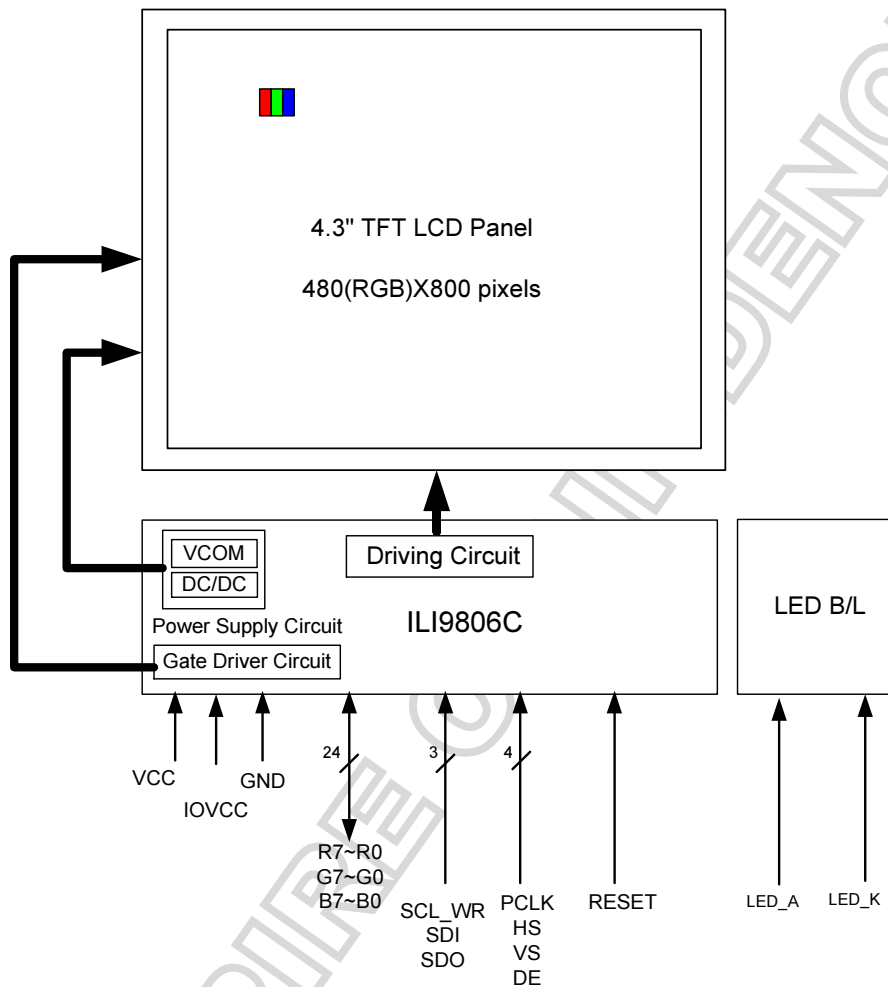 4.3" TFT LCD Panel
480(RGB)X800 pixels
VCOM
DC/DC
Power Supply Circuit
Gate Driver Circuit
Driving Circuit
ILI9806C
LED B/L
VCC
IOVCC
GND
24
R7~R0
G7~G0
B7~B0
3
SCL_WR
SDI
SDO
4
PCLK
HS
VS
DE
RESET
LED_A
LED_K